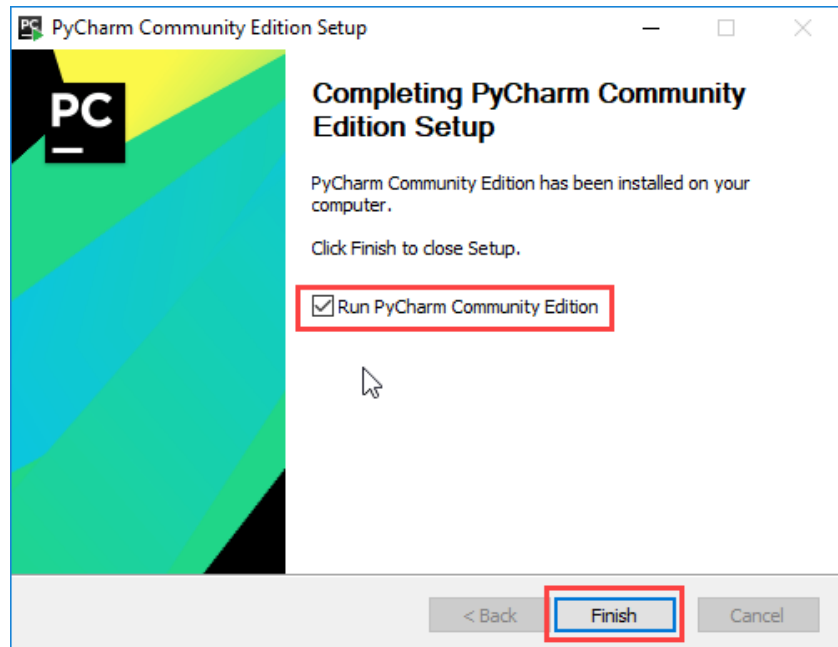 PyCharm Community Edition Setup
PC
Completing PyCharm Community
Edition Setup
PyCharm Community Edition has been installed on your
computer.
Click Finish to close Setup.
Run PyCharm Community Edition
< Back
Finish
Cancel